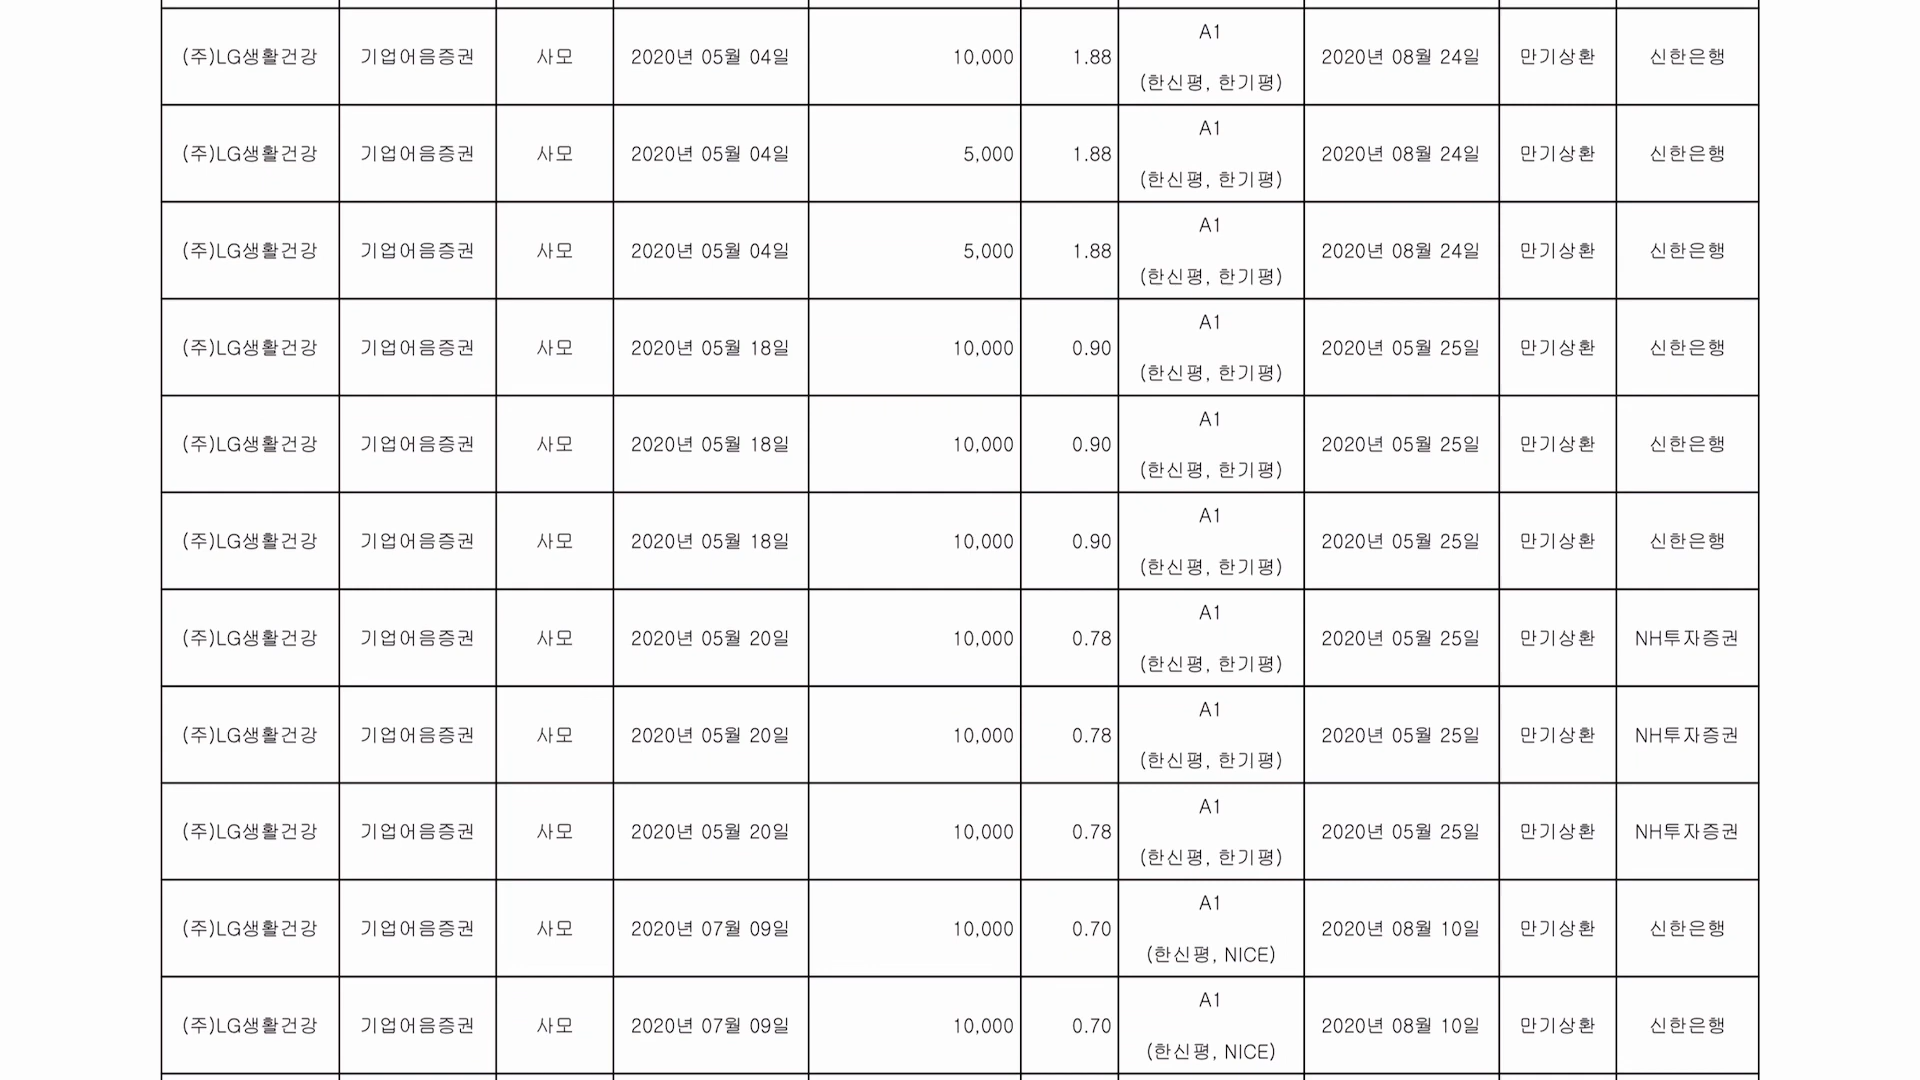 A1
(주)LG생활건강 기업어음증권 사모 2020년 05월 04일 10,000 1.88 2020년 08월 24일 만기상환 신한은행
(한신평, 한기평)
A1
(주)LG생활건강 기업어음증권 사모 2020년 05월 04일 5,000 1.88 2020년 08월 24일 만기상환 신한은행
(한신평, 한기평)
A1
(주)LG생활건강 기업어음증권 사모 2020년 05월 04일 5,000 1.88 2020년 08월 24일 만기상환 신한은행
(한신평, 한기평)
A1
(주)LG생활건강 기업어음증권 사모 2020년 05월 18일 10,000 0.90 2020년 05월 25일 만기상환 신한은행
(한신평, 한기평)
A1
(주)LG생활건강 기업어음증권 사모 2020년 05월 18일 10,000 0.90 2020년 05월 25일 만기상환 신한은행
(한신평, 한기평)
A1
(주)LG생활건강 기업어음증권 사모 2020년 05월 18일 10,000 0.90 2020년 05월 25일 만기상환 신한은행
(한신평, 한기평)
A1
(주)LG생활건강 기업어음증권 사모 2020년 05월 20일 10,000 0.78 2020년 05월 25일 만기상환 NH투자증권
(한신평, 한기평)
A1
(주)LG생활건강 기업어음증권 사모 2020년 05월 20일 10,000 0.78 2020년 05월 25일 만기상환 NH투자증권
(한신평, 한기평)
A1
(주)LG생활건강 기업어음증권 사모 2020년 05월 20일 10,000 0.78 2020년 05월 25일 만기상환 NH투자증권
(한신평, 한기평)
A1
(주)LG생활건강 기업어음증권 사모 2020년 07월 09일 10,000 0.70 2020년 08월 10일 만기상환 신한은행
(한신평, NICE)
A1
(주)LG생활건강 기업어음증권 사모 2020년 07월 09일 10,000 0.70 2020년 08월 10일 만기상환 신한은행
(한신평, NICE)